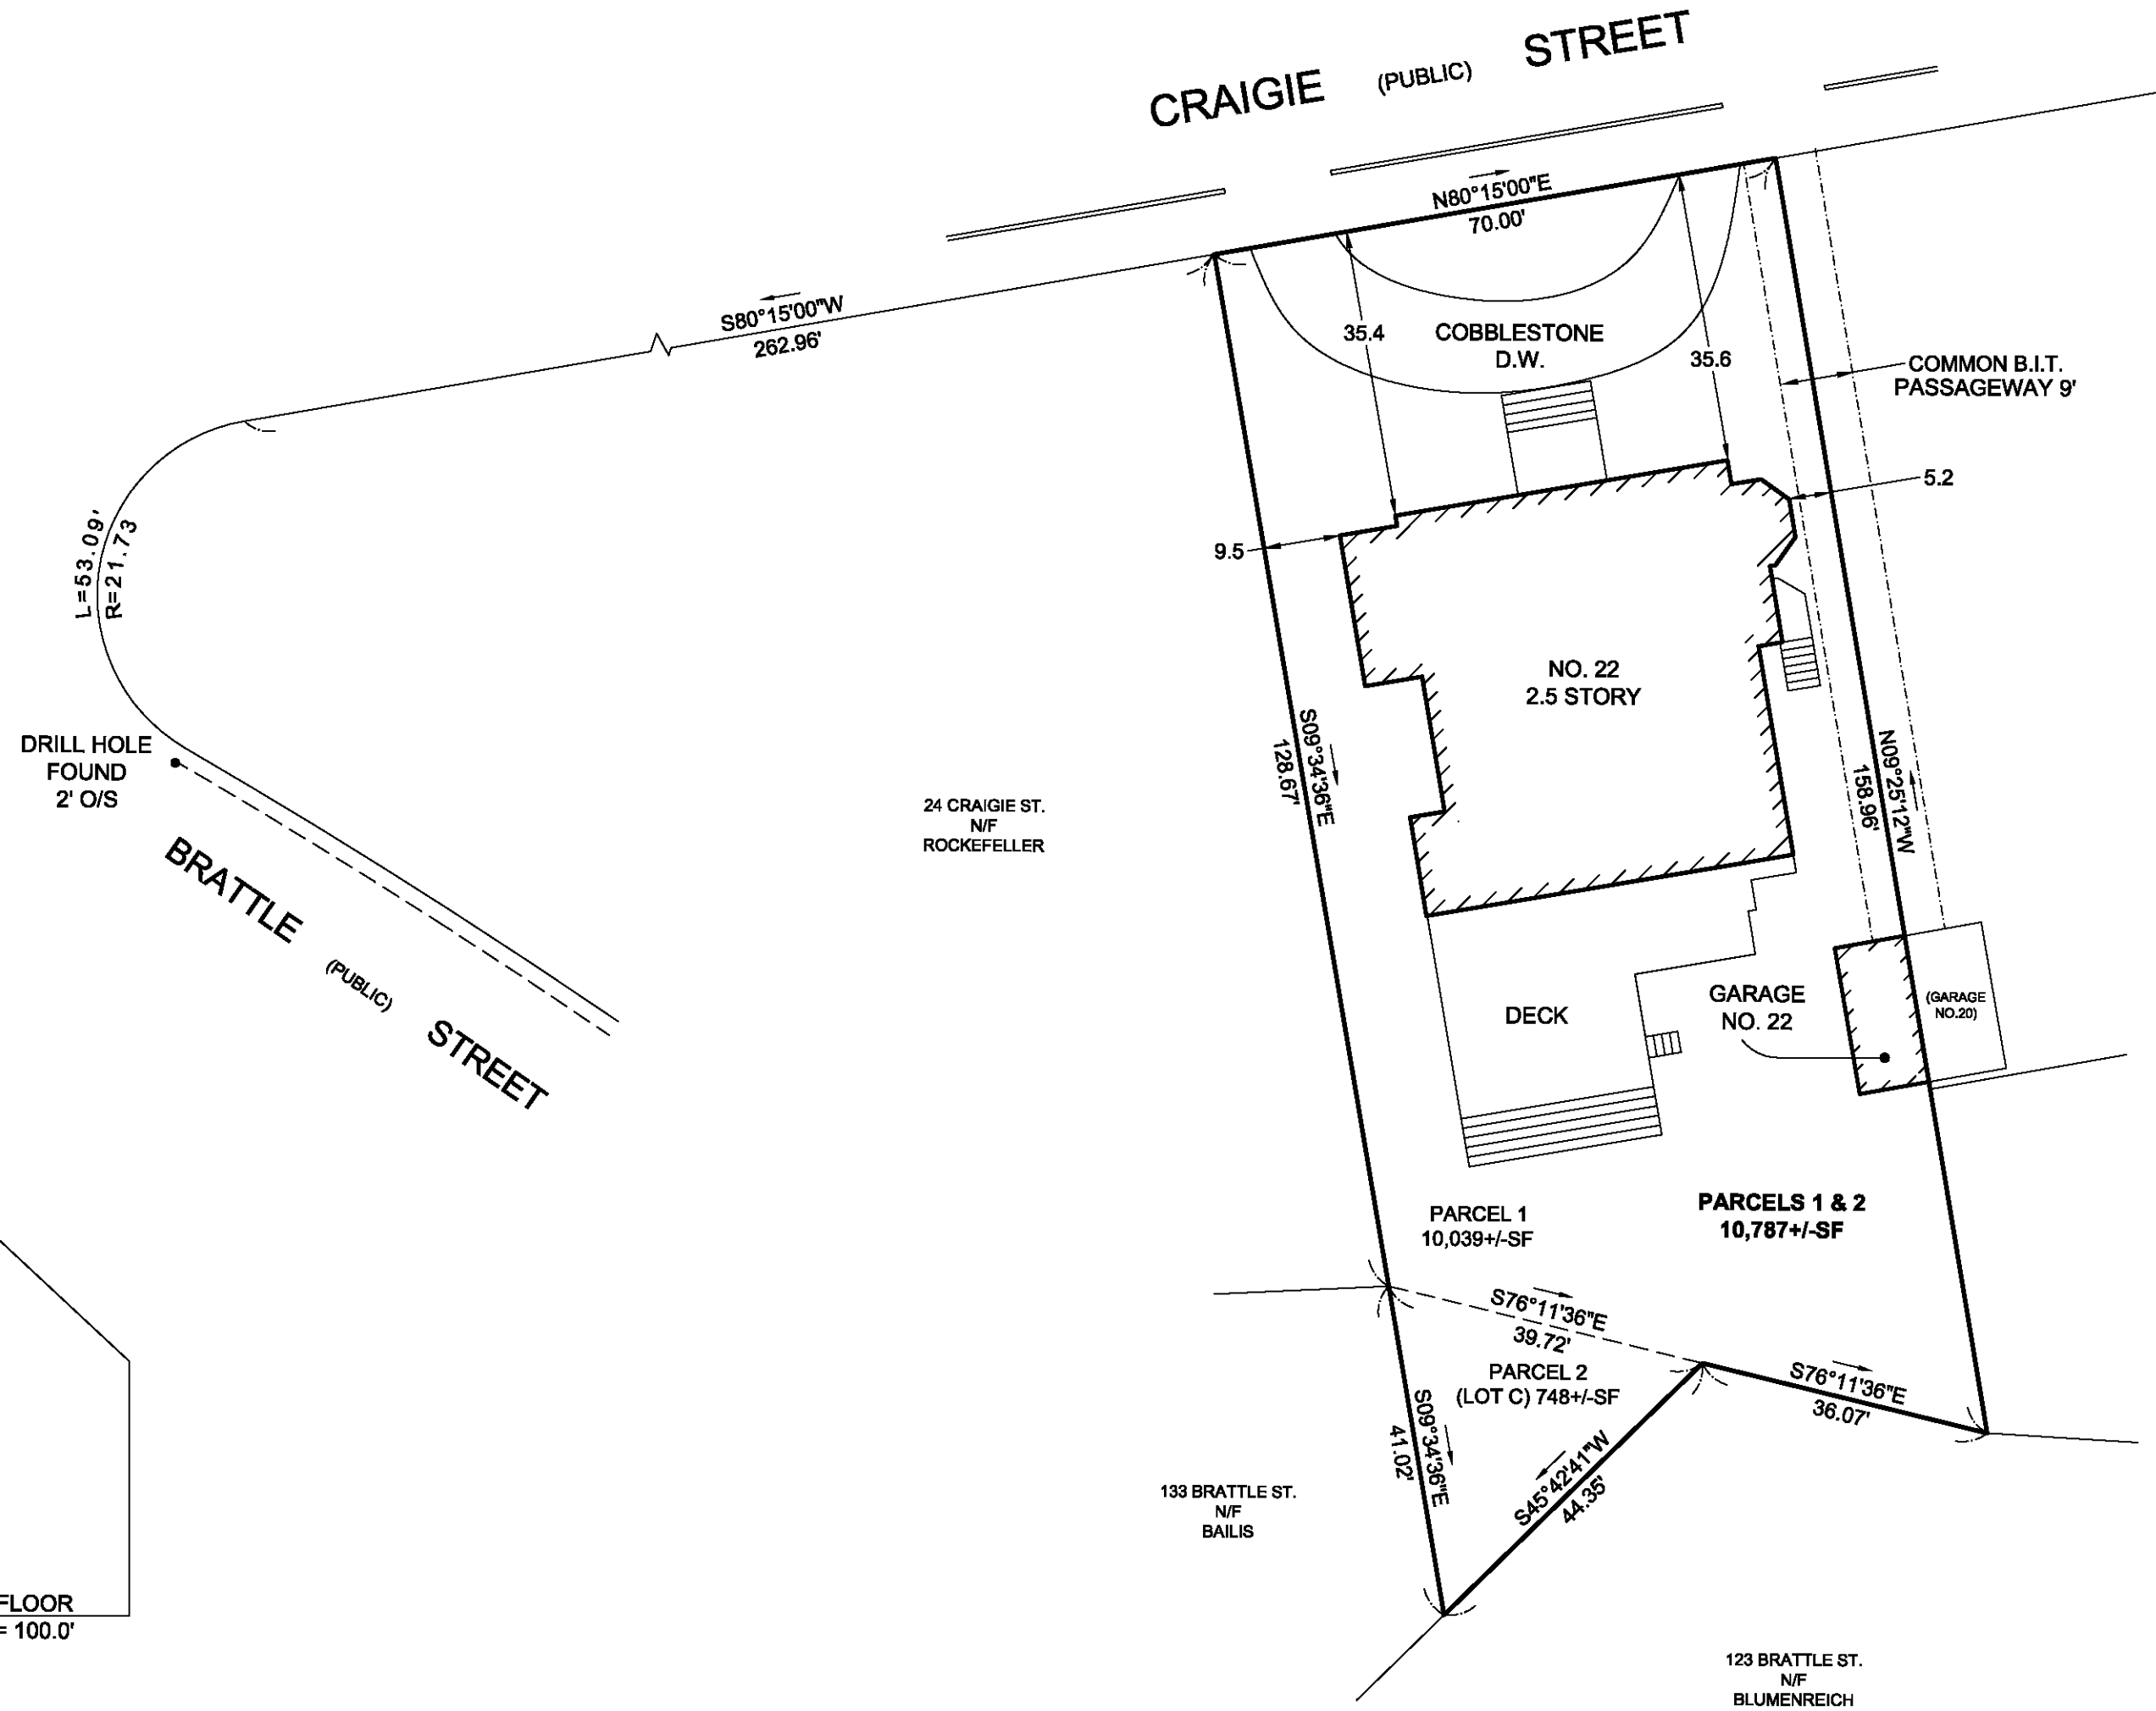 CRAIGIE (PUBLIC) STREET
N80°15'00"E
70.00'
S80°15'00"W
262.96'
35.4
COBBLESTONE
D.W.
35.6
COMMON B.I.T.
PASSAGEWAY 9'
5.2
9.5
L=53.09'
R=21.73
NO. 22
2.5 STORY
DRILL HOLE
FOUND
2' O/S
BRATTLE (PUBLIC) STREET
24 CRAIGIE ST.
N/F
ROCKEFELLER
S09°34'36"E
128.67'
N09°25'12"W
158.96'
DECK
GARAGE
NO. 22
(GARAGE
NO.20)
PARCEL 1
10,039+/-SF
PARCELS 1 & 2
10,787+/-SF
S76°11'36"E
39.72'
PARCEL 2
(LOT C) 748+/-SF
S76°11'36"E
36.07'
S09°34'36"E
41.02'
S45°42'41"W
44.35'
133 BRATTLE ST.
N/F
BAILIS
FLOOR
= 100.0'
123 BRATTLE ST.
N/F
BLUMENREICH